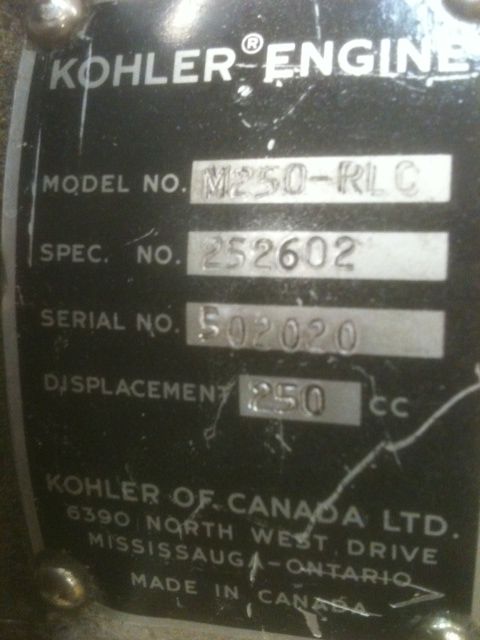 KOHLER® ENGINE
MODEL NO. M250-RLC
SPEC. NO. 252602
SERIAL NO. 502020
DISPLACEMENT 250 CC
KOHLER OF CANADA LTD.
6390 NORTH WEST DRIVE
MISSISSAUGA-ONTARIO
MADE IN CANADA